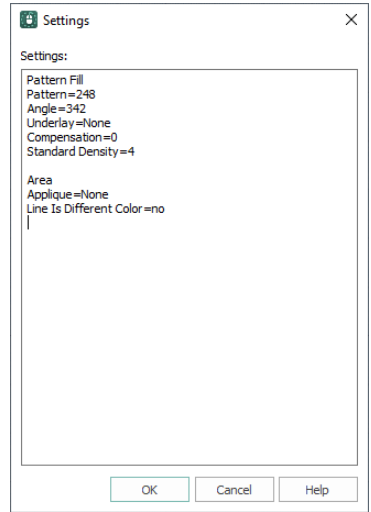 Settings
Settings:
Pattern Fill
Pattern=248
Angle=342
Underlay=None
Compensation=0
Standard Density=4
Area
Applique=None
Line Is Different Color=no
OK
Cancel
Help